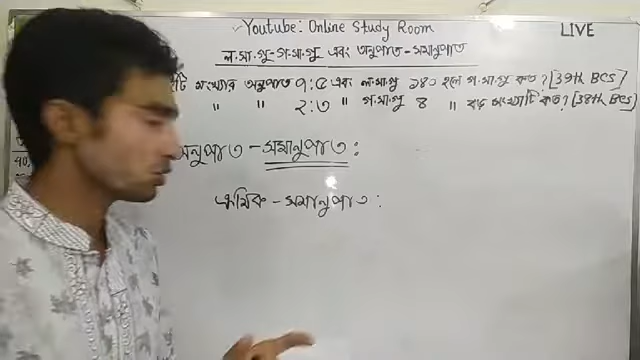 Youtube: Online Study Room
LIVE
ল.সা.গু-গ.সা.গু এবং অনুপাত-সমানুপাত
সংখ্যার অনুপাত ৭:৫ এবং ল.সা.গু ১৪০ হলে গ.সা.গু কত? [39th BCS]
" " ২:৩ " গ.সা.গু ৪ " বড় সংখ্যাটি কত? [38th BCS]
অনুপাত-সমানুপাত:
ক্রমিক-সমানুপাত: